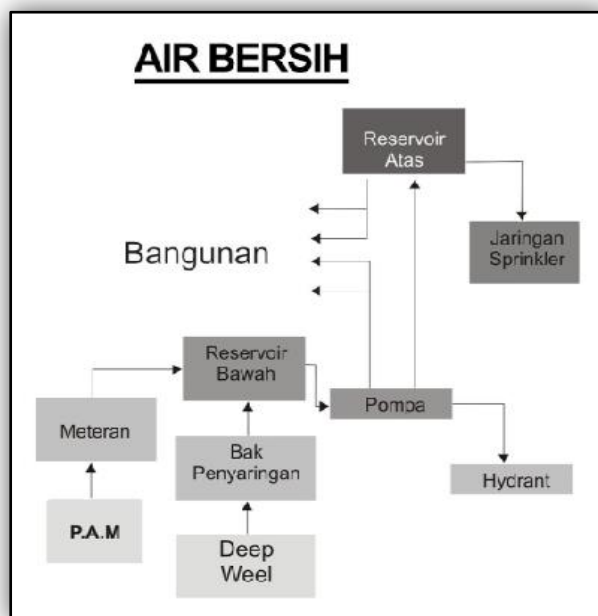 AIR BERSIH
Reservoir
Atas
Bangunan
Jaringan
Sprinkler
Reservoir
Bawah
Pompa
Meteran
Bak
Penyaringan
Hydrant
P.A.M
Deep
Weel